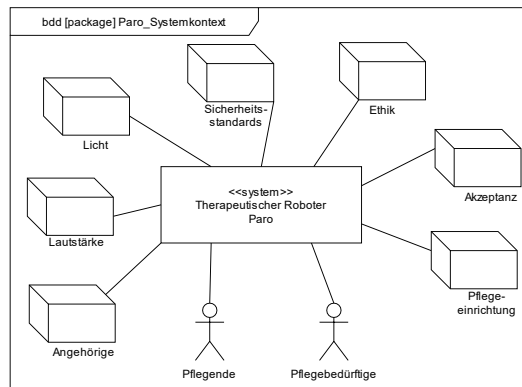 bdd [package] Paro_Systemkontext
Sicherheits-
standards
Ethik
Licht
<<system>>
Therapeutischer Roboter
Paro
Akzeptanz
Lautstärke
Pflege-
einrichtung
Angehörige
Pflegende
Pflegebedürftige